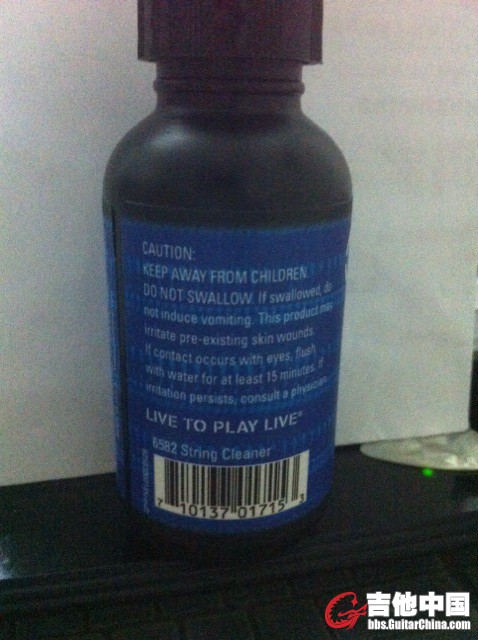 CAUTION:
KEEP AWAY FROM CHILDREN.
DO NOT SWALLOW. If swallowed, do
not induce vomiting. This product may
irritate pre-existing skin wounds.
If contact occurs with eyes, flush
with water for at least 15 minutes. If
irritation persists, consult a physician.
LIVE TO PLAY LIVE®
6582 String Cleaner
7 10137 01715 3
吉他中国
bbs.GuitarChina.com